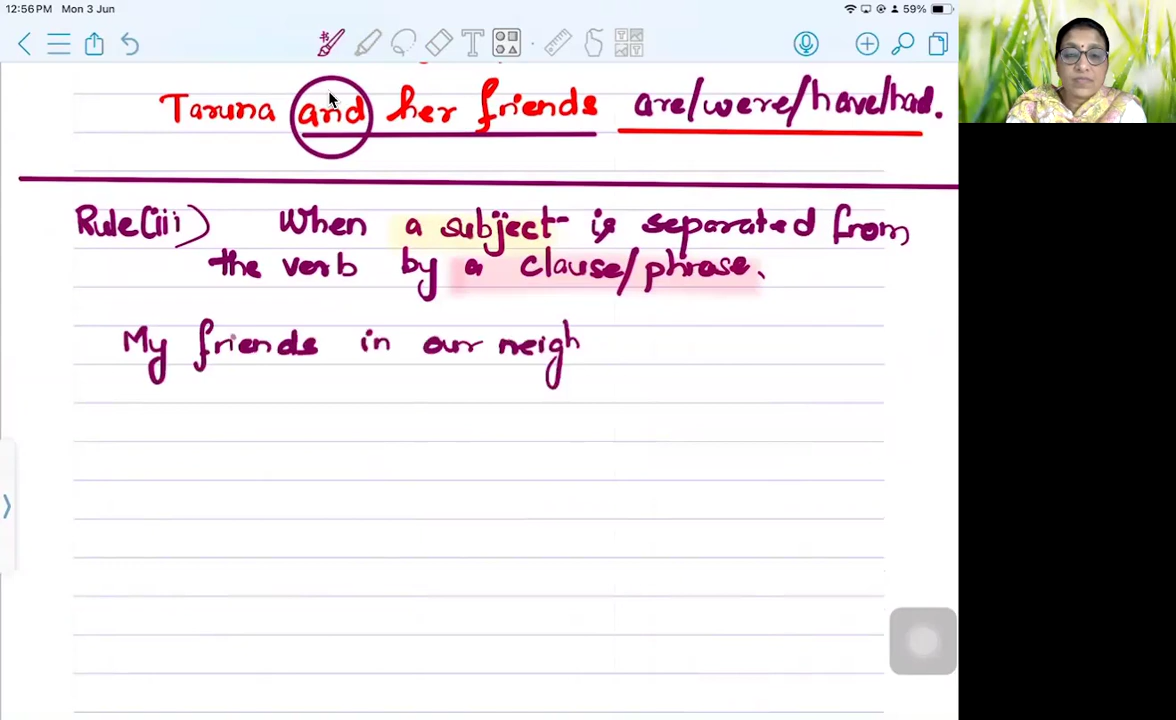 12:56 PM Mon 3 Jun
59%
Taruna and her friends are/were/have/had.
Rule(iii) When a subject is separated from
the verb by a clause/phrase.
My friends in our neigh